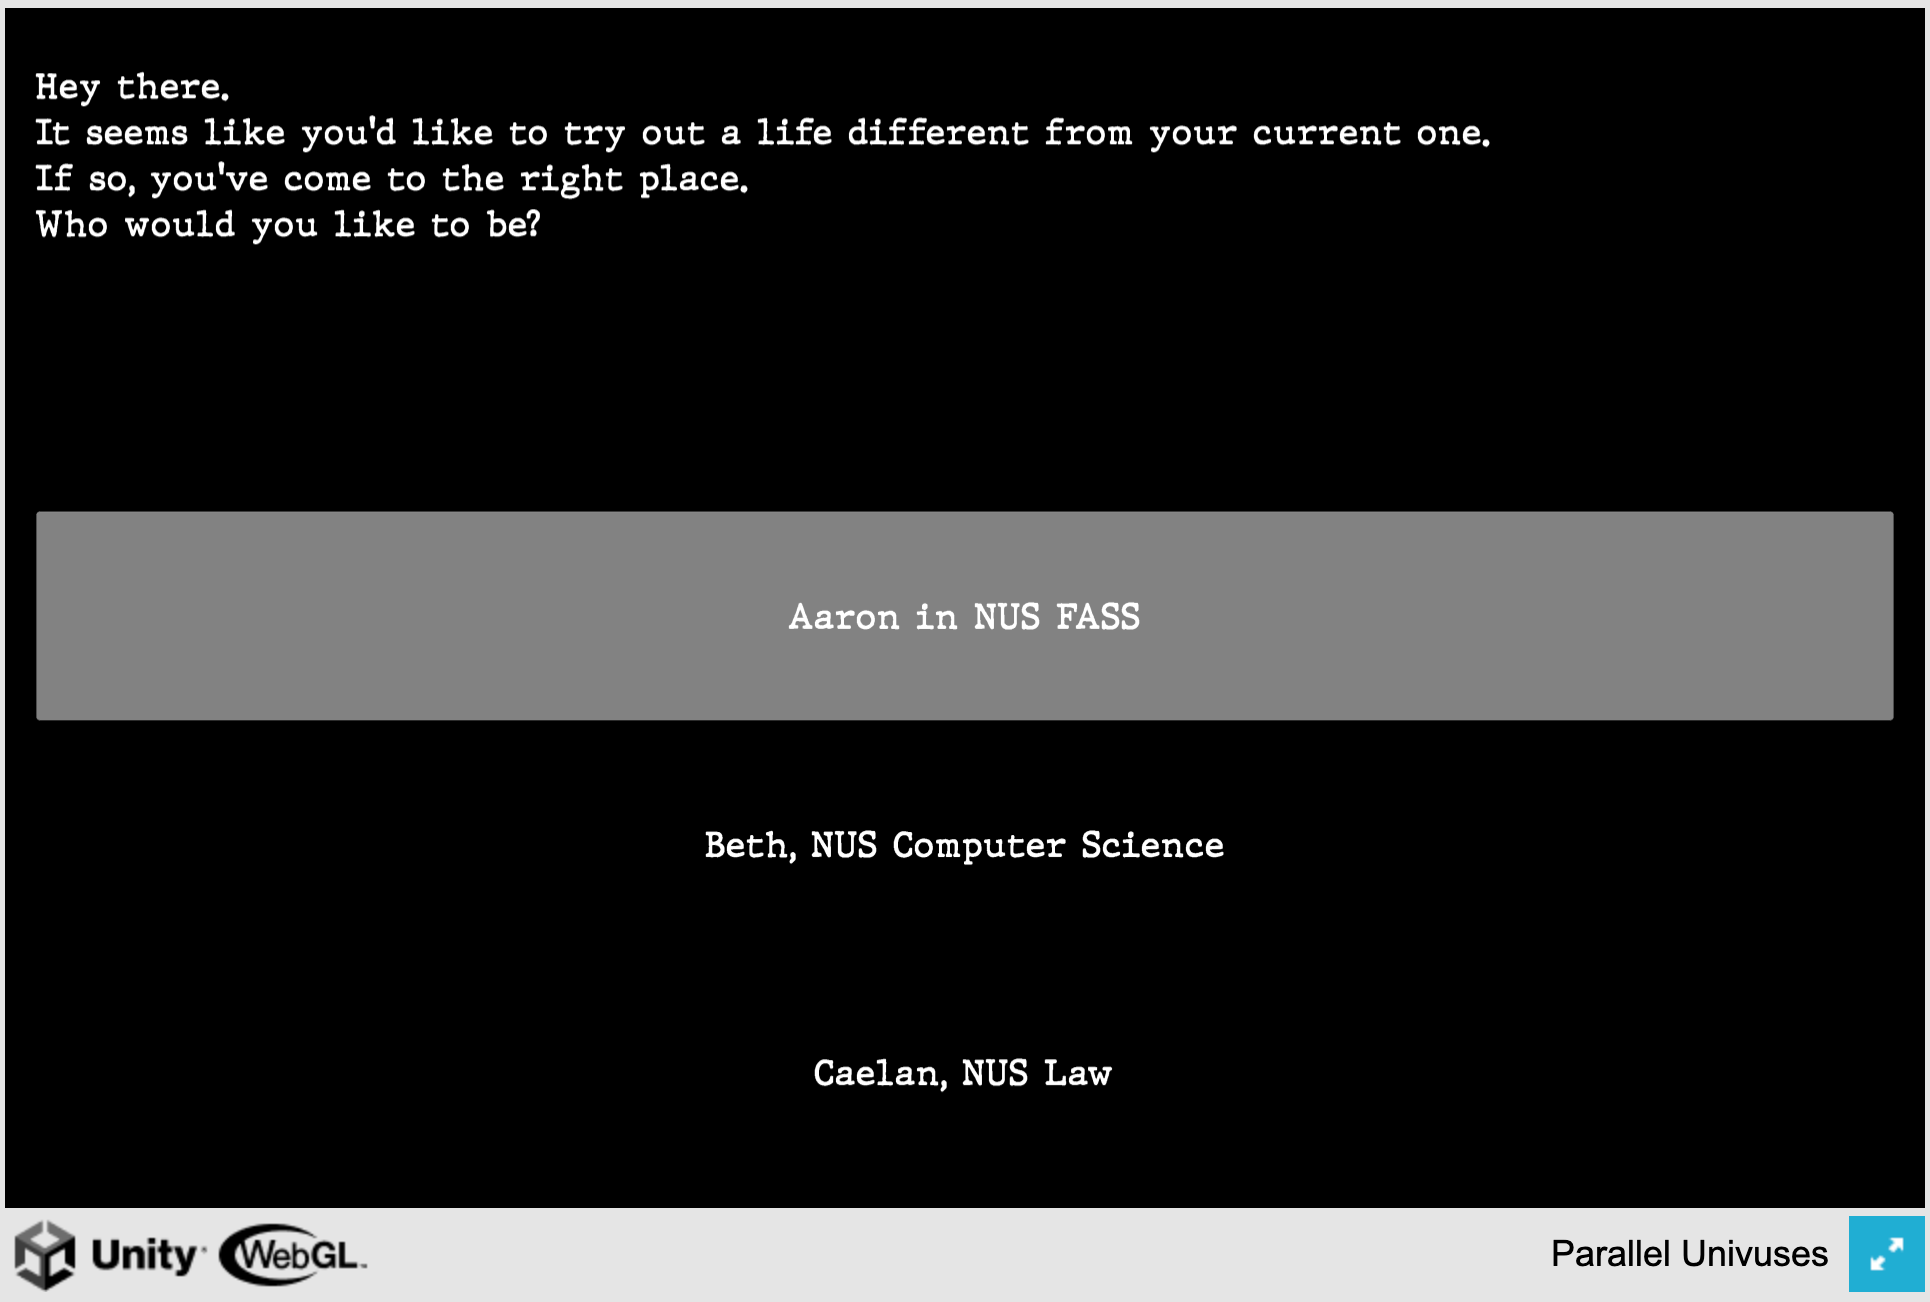 Hey there.
It seems like you'd like to try out a life different from your current one.
If so, you've come to the right place.
Who would you like to be?
Aaron in NUS FASS
Beth, NUS Computer Science
Caelan, NUS Law
Unity WebGL
Parallel Univuses